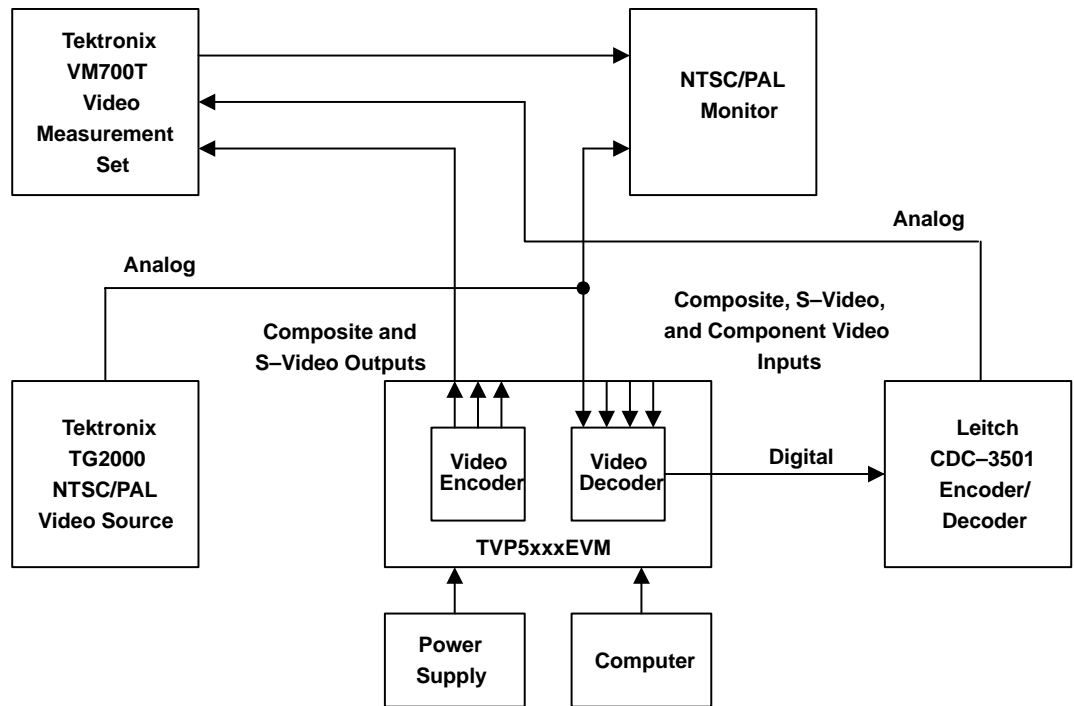 Tektronix
VM700T
Video
Measurement
Set
NTSC/PAL
Monitor
Analog
Analog
Composite and
S–Video Outputs
Composite, S–Video,
and Component Video
Inputs
Tektronix
TG2000
NTSC/PAL
Video Source
Video
Encoder
Video
Decoder
TVP5xxxEVM
Digital
Leitch
CDC–3501
Encoder/
Decoder
Power
Supply
Computer